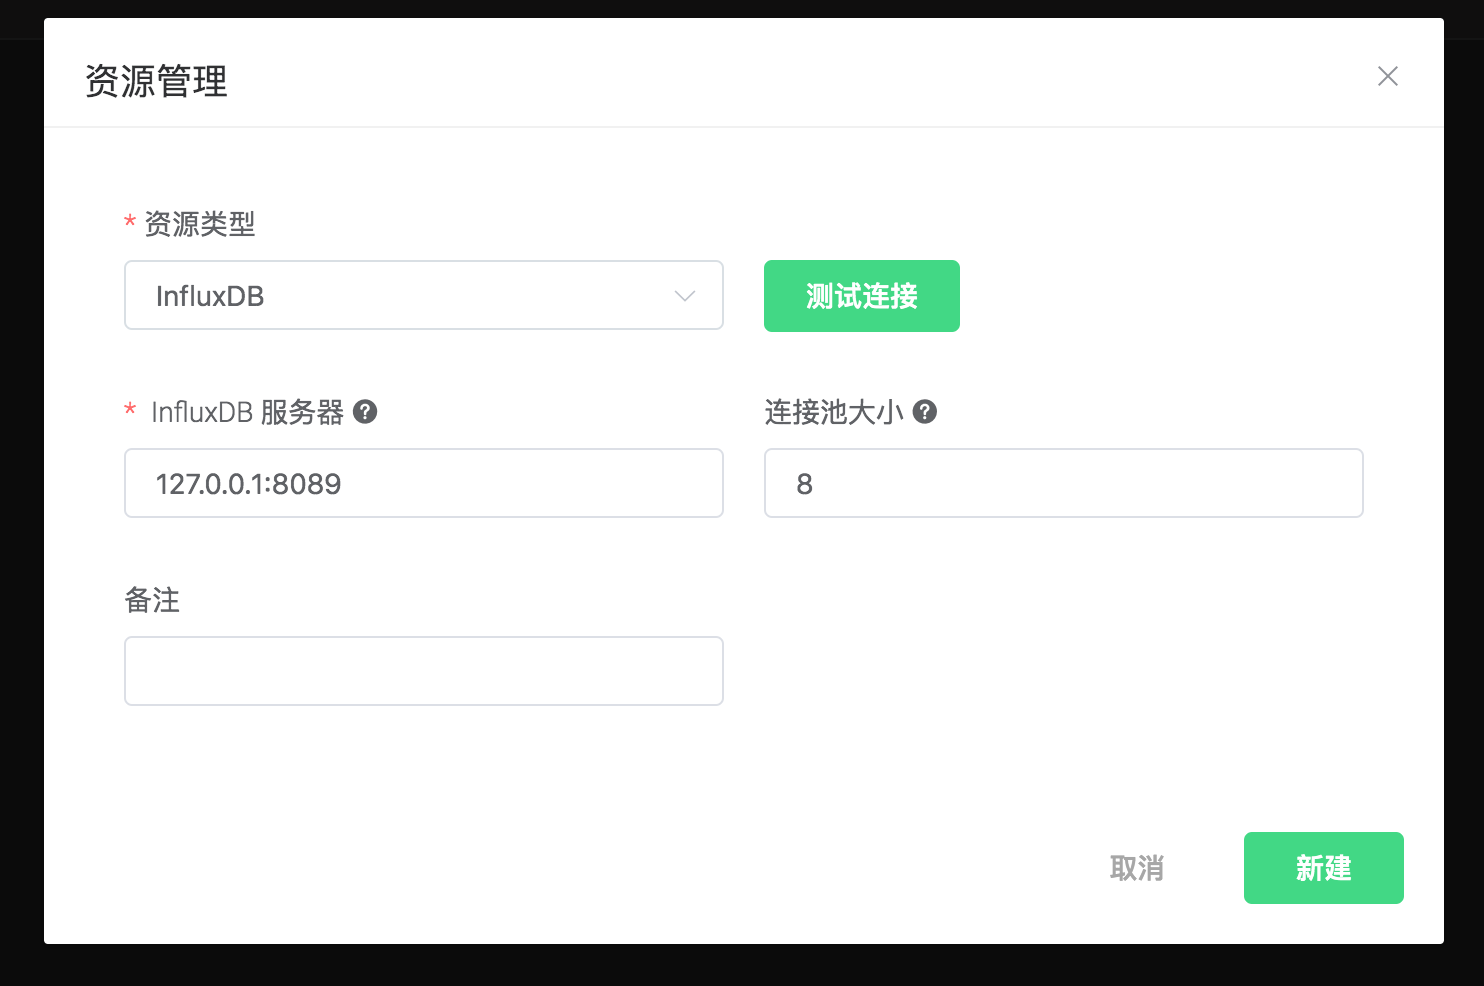 资源管理
* 资源类型
InfluxDB
测试连接
* InfluxDB 服务器
连接池大小
127.0.0.1:8089
8
备注
取消
新建